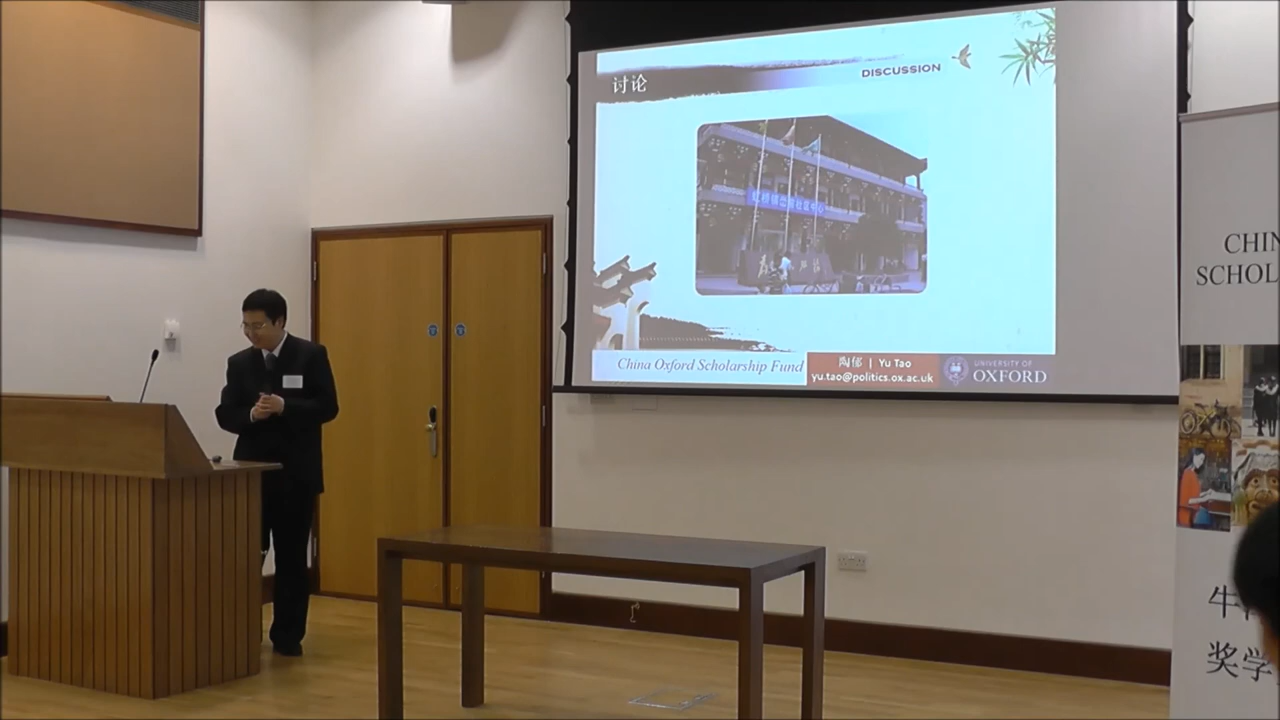 讨论
DISCUSSION
China Oxford Scholarship Fund
陶郁 | Yu Tao
yu.tao@politics.ox.ac.uk
UNIVERSITY OF
OXFORD
CHIN
SCHOL
牛
奖学